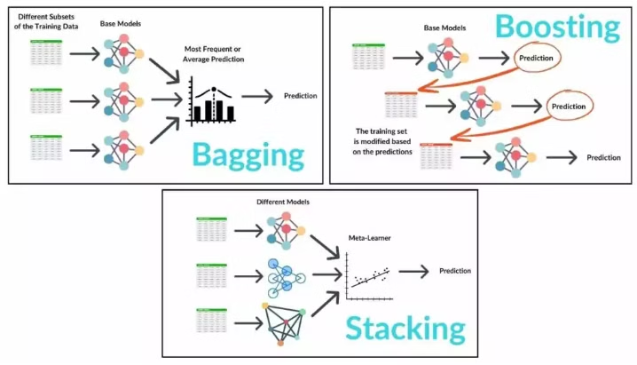 Different Subsets
of the Training Data
Base Models
Most Frequent or
Average Prediction
Prediction
Bagging
Boosting
Base Models
Prediction
Prediction
The training set
is modified based
on the predictions
Prediction
Different Models
Meta-Learner
Prediction
Stacking